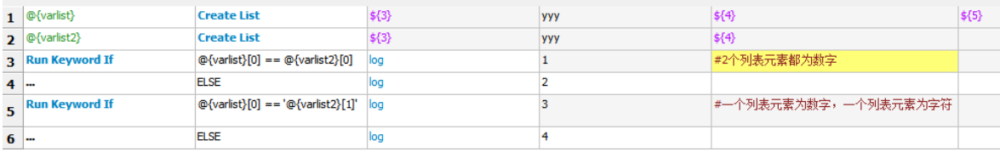 1 @{varlist} Create List ${3} yyy ${4} ${5}
2 @{varlist2} Create List ${3} yyy ${4}
3 Run Keyword If @{varlist}[0] == @{varlist2}[0] log 1 #2个列表元素都为数字
4 ... ELSE log 2
5 Run Keyword If @{varlist}[0] == '@{varlist2}[1]' log 3 #一个列表元素为数字，一个列表元素为字符
6 ... ELSE log 4